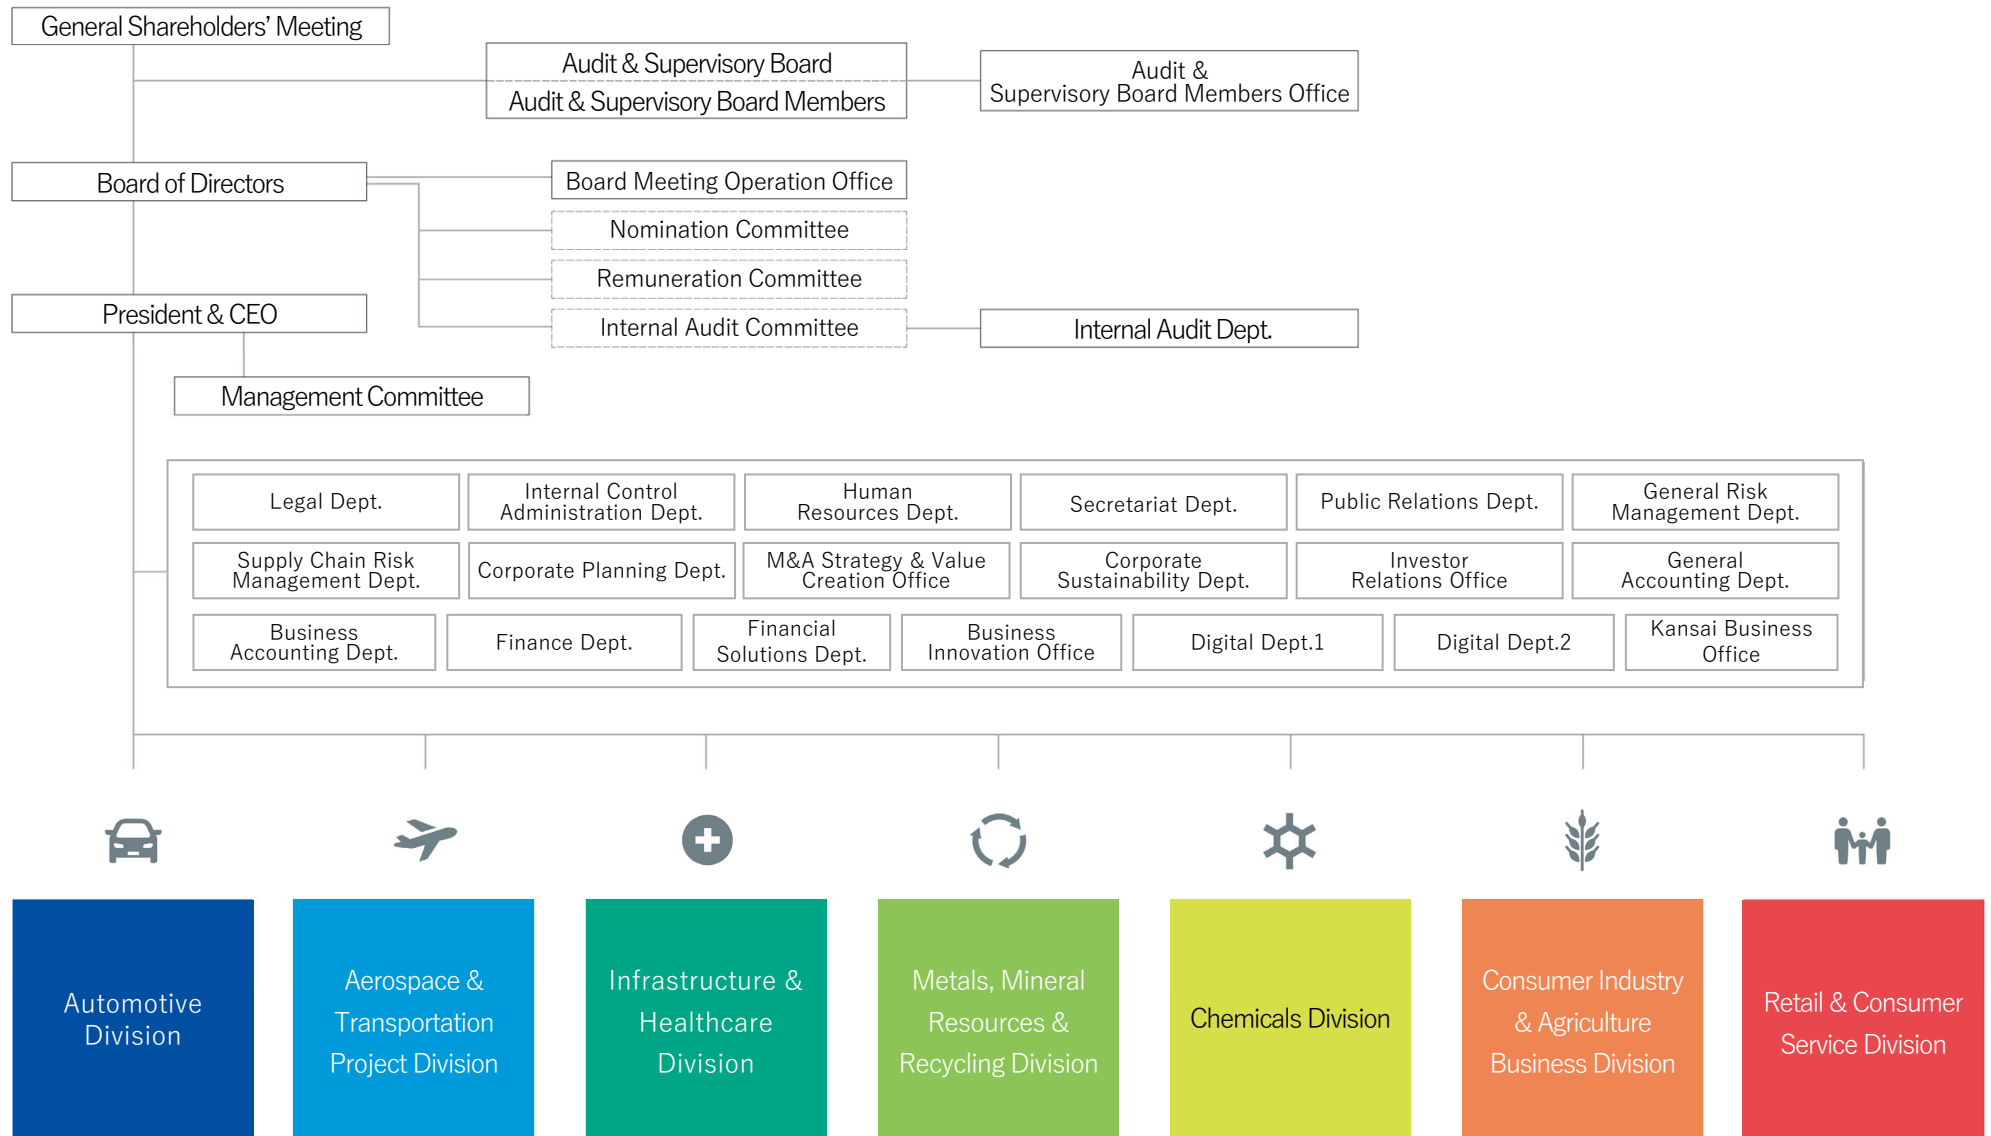 General Shareholders’ Meeting
Audit & Supervisory Board
Audit & Supervisory Board Members
Audit &
Supervisory Board Members Office
Board of Directors
Board Meeting Operation Office
Nomination Committee
Remuneration Committee
President & CEO
Internal Audit Committee
Internal Audit Dept.
Management Committee
Legal Dept.
Internal Control
Administration Dept.
Human
Resources Dept.
Secretariat Dept.
Public Relations Dept.
General Risk
Management Dept.
Supply Chain Risk
Management Dept.
Corporate Planning Dept.
M&A Strategy & Value
Creation Office
Corporate
Sustainability Dept.
Investor
Relations Office
General
Accounting Dept.
Business
Accounting Dept.
Finance Dept.
Financial
Solutions Dept.
Business
Innovation Office
Digital Dept.1
Digital Dept.2
Kansai Business
Office
Automotive
Division
Aerospace &
Transportation
Project Division
Infrastructure &
Healthcare
Division
Metals, Mineral
Resources &
Recycling Division
Chemicals Division
Consumer Industry
& Agriculture
Business Division
Retail & Consumer
Service Division